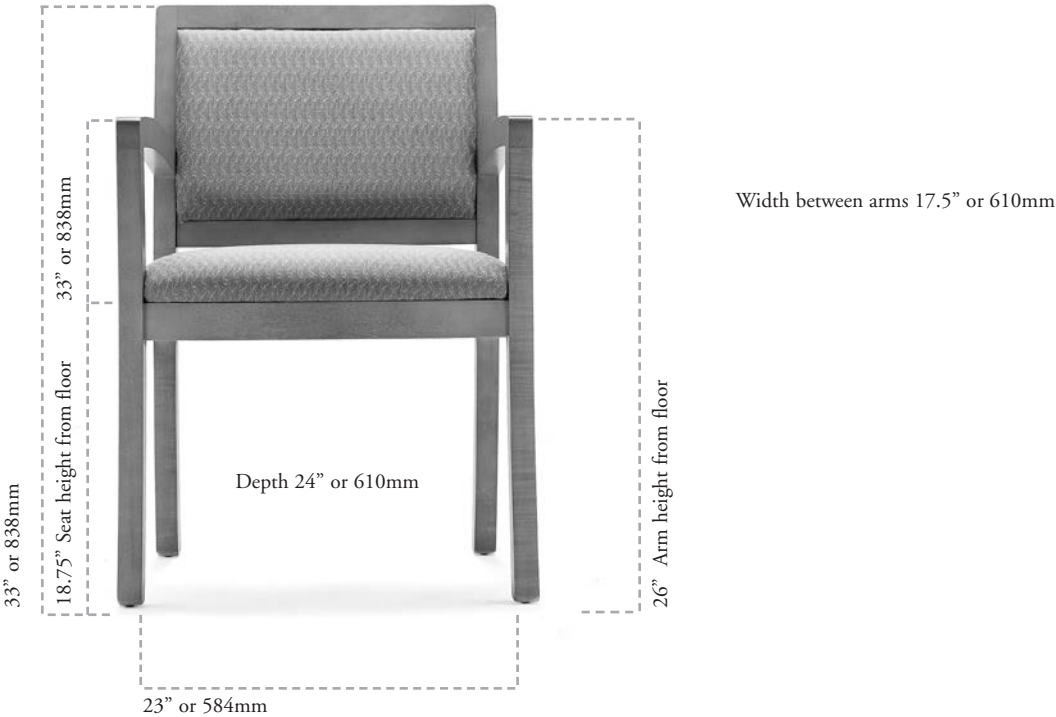 33” or 838mm
33” or 838mm
18.75” Seat height from floor
Depth 24” or 610mm
23” or 584mm
26” Arm height from floor
Width between arms 17.5” or 610mm